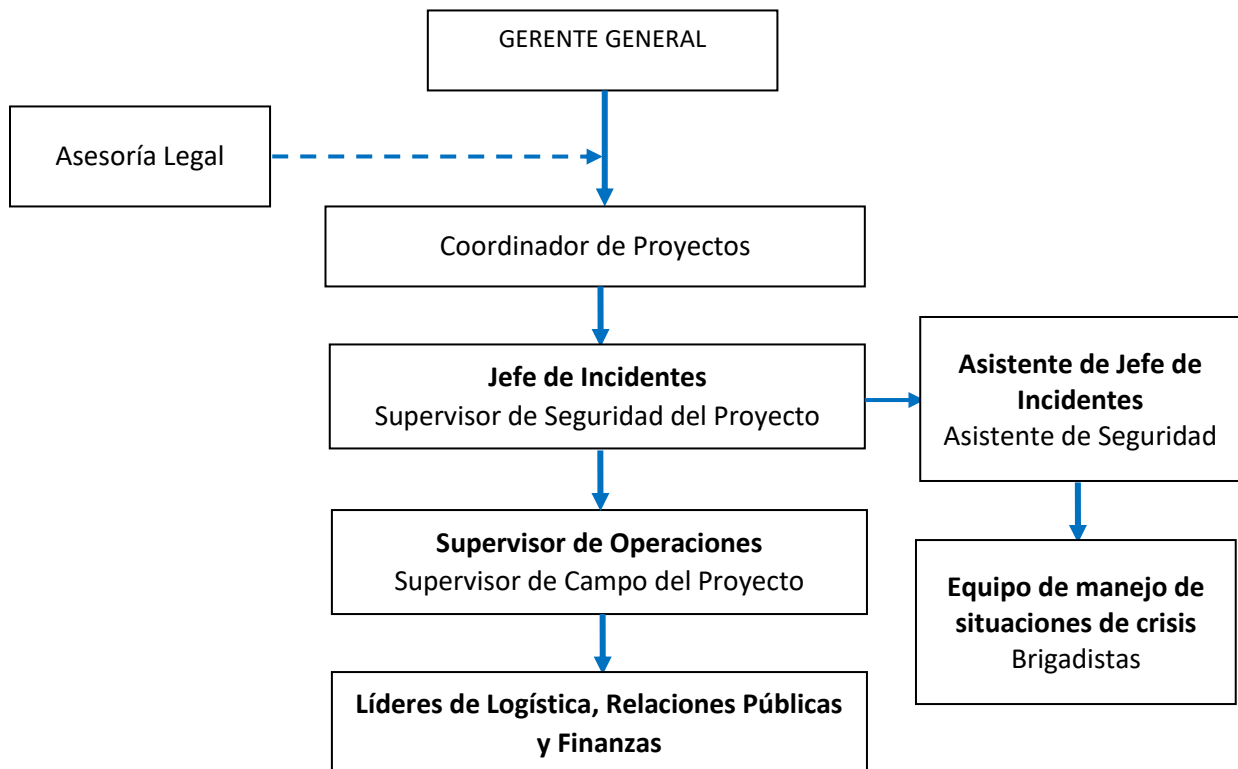 GERENTE GENERAL
Asesoría Legal
Coordinador de Proyectos
Jefe de Incidentes
Supervisor de Seguridad del Proyecto
Asistente de Jefe de
Incidentes
Asistente de Seguridad
Supervisor de Operaciones
Supervisor de Campo del Proyecto
Equipo de manejo de
situaciones de crisis
Brigadistas
Líderes de Logística, Relaciones Públicas
y Finanzas